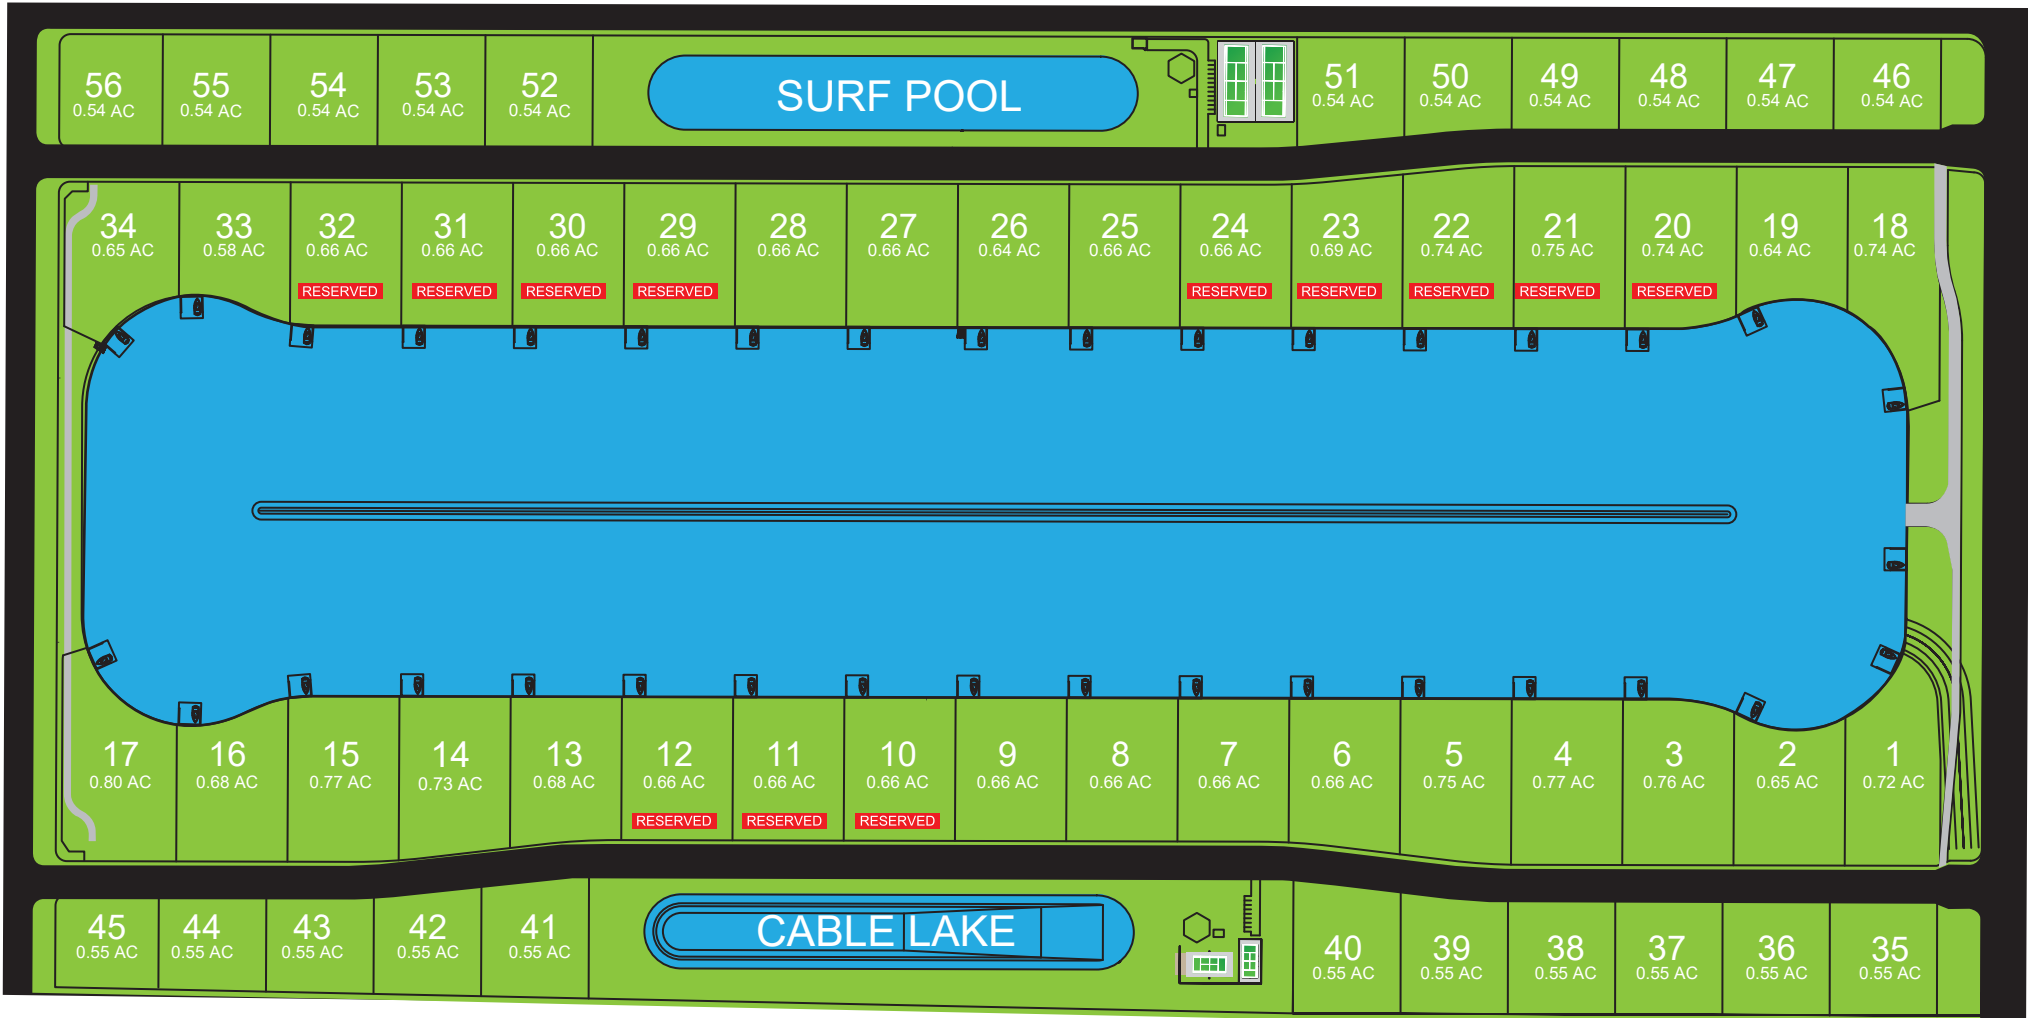 56 55 54 53 52 51 50 49 48 47 46
0.54 AC 0.54 AC 0.54 AC 0.54 AC 0.54 AC 0.54 AC 0.54 AC 0.54 AC 0.54 AC 0.54 AC 0.54 AC
SURF POOL
34 33 32 31 30 29 28 27 26 25 24 23 22 21 20 19 18
0.65 AC 0.58 AC 0.66 AC 0.66 AC 0.66 AC 0.66 AC 0.66 AC 0.66 AC 0.64 AC 0.66 AC 0.66 AC 0.69 AC 0.74 AC 0.75 AC 0.74 AC 0.64 AC 0.74 AC
RESERVED RESERVED RESERVED RESERVED RESERVED RESERVED RESERVED RESERVED RESERVED
17 16 15 14 13 12 11 10 9 8 7 6 5 4 3 2 1
0.80 AC 0.68 AC 0.77 AC 0.73 AC 0.68 AC 0.66 AC 0.66 AC 0.66 AC 0.66 AC 0.66 AC 0.66 AC 0.66 AC 0.75 AC 0.77 AC 0.76 AC 0.65 AC 0.72 AC
RESERVED RESERVED RESERVED
45 44 43 42 41
0.55 AC 0.55 AC 0.55 AC 0.55 AC 0.55 AC
CABLE LAKE
40 39 38 37 36 35
0.55 AC 0.55 AC 0.55 AC 0.55 AC 0.55 AC 0.55 AC